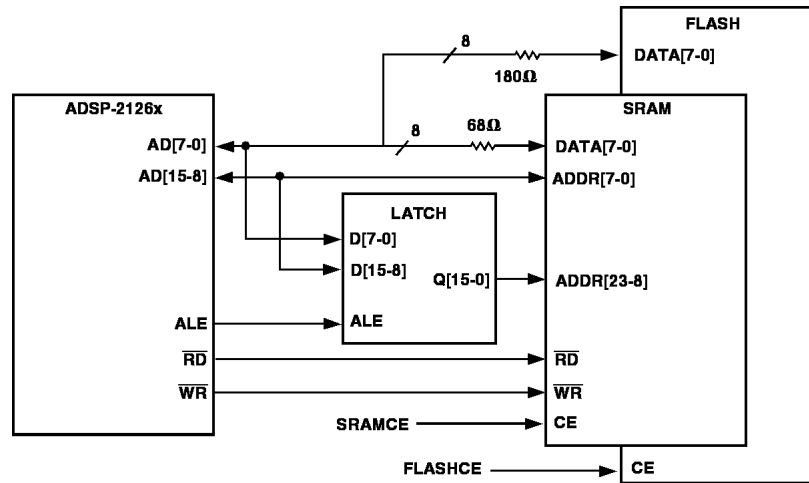 FLASH
8
DATA[7-0]
180Ω
ADSP-2126x
SRAM
8
68Ω
AD[7-0]
DATA[7-0]
AD[15-8]
ADDR[7-0]
LATCH
D[7-0]
D[15-8]
Q[15-0]
ADDR[23-8]
ALE
ALE
RD
RD
WR
WR
SRAMCE
CE
FLASHCE
CE